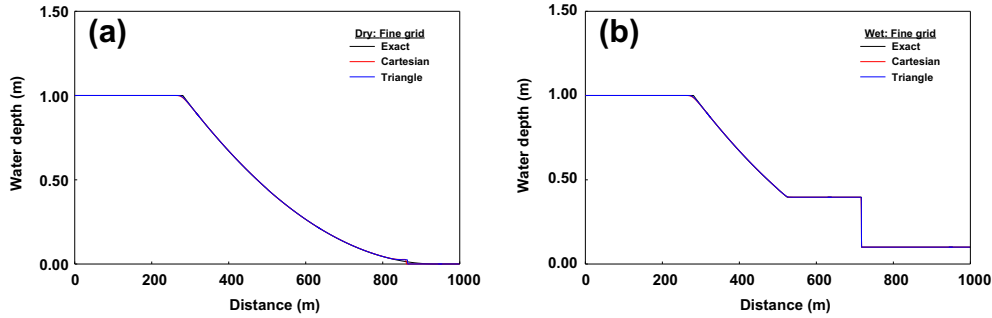 (a)
Dry: Fine grid
Exact
Cartesian
Triangle
Water depth (m)
1.50
1.00
0.50
0.00
0 200 400 600 800 1000
Distance (m)
(b)
Wet: Fine grid
Exact
Cartesian
Triangle
Water depth (m)
1.50
1.00
0.50
0.00
0 200 400 600 800 1000
Distance (m)